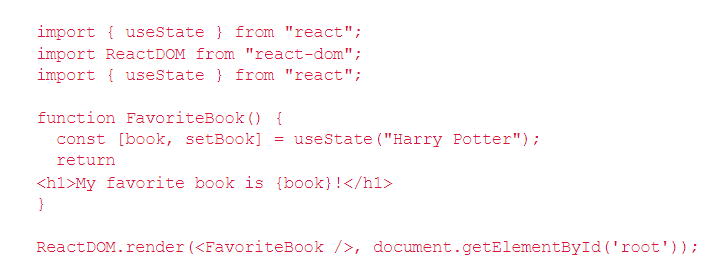 import { useState } from "react";
import ReactDOM from "react-dom";
import { useState } from "react";

function FavoriteBook() {
  const [book, setBook] = useState("Harry Potter");
  return
<h1>My favorite book is {book}!</h1>
}

ReactDOM.render(<FavoriteBook />, document.getElementById('root'));